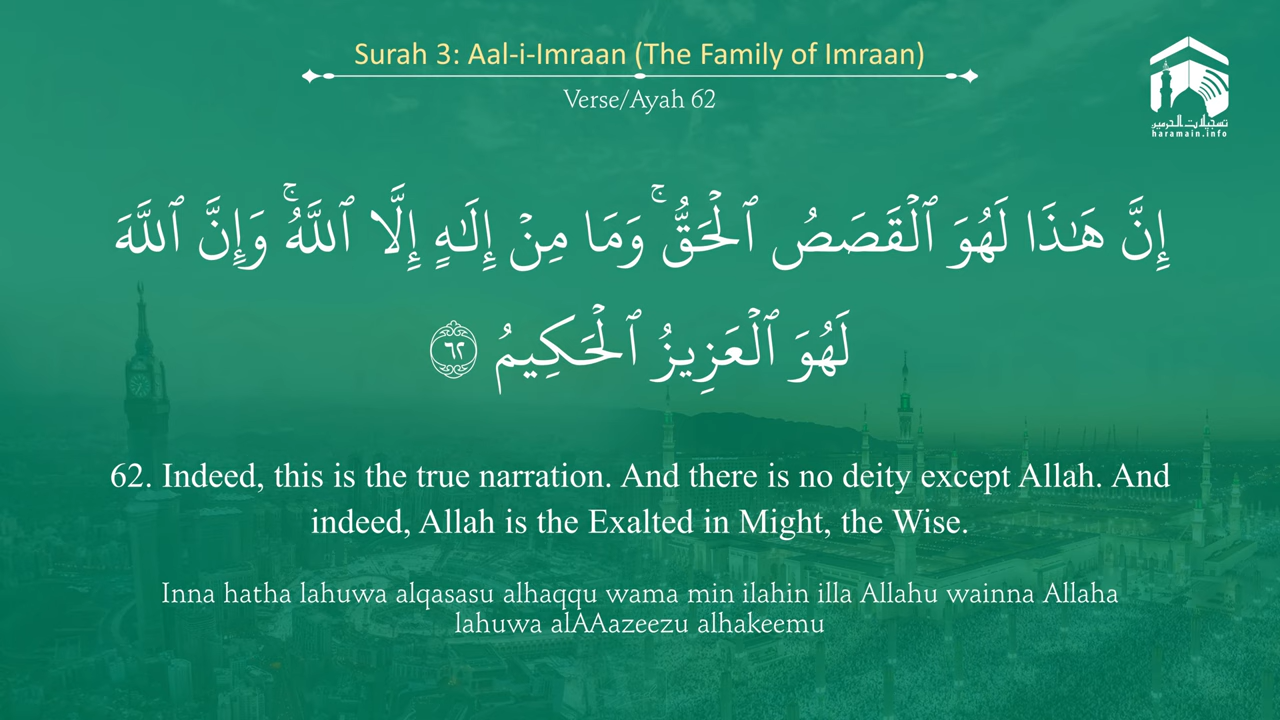 Surah 3: Aal-i-Imraan (The Family of Imraan)
Verse/Ayah 62
تسجيلات الحرمين
haramain.info
إِنَّ هَـٰذَا لَهُوَ ٱلْقَصَصُ ٱلْحَقُّ ۚ وَمَا مِنْ إِلَـٰهٍ إِلَّا ٱللَّهُ ۚ وَإِنَّ ٱللَّهَ
لَهُوَ ٱلْعَزِيزُ ٱلْحَكِيمُ ٦٢
62. Indeed, this is the true narration. And there is no deity except Allah. And
indeed, Allah is the Exalted in Might, the Wise.
Inna hatha lahuwa alqasasu alhaqqu wama min ilahin illa Allahu wainna Allaha
lahuwa alAAazeezu alhakeemu